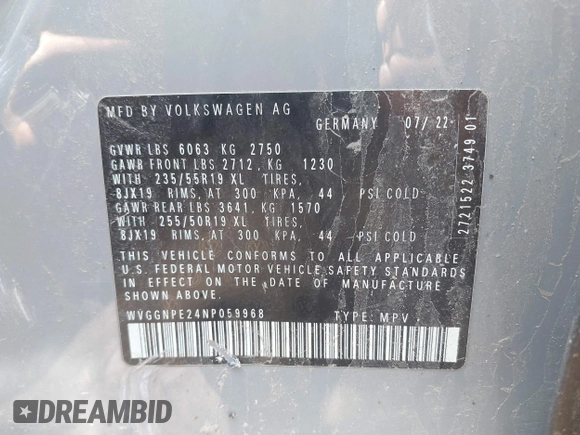 MFD BY VOLKSWAGEN AG
GERMANY 07/22
GVWR LBS 6063 KG 2750
GAWR FRONT LBS 2712, KG 1230
WITH 235/55R19 XL TIRES,
8JX19 RIMS, AT 300 KPA, 44 PSI COLD
GAWR REAR LBS 3641, KG 1570
WITH 255/50R19 XL TIRES,
8JX19 RIMS, AT 300 KPA, 44 PSI COLD
THIS VEHICLE CONFORMS TO ALL APPLICABLE
U.S. FEDERAL MOTOR VEHICLE SAFETY STANDARDS
IN EFFECT ON THE DATE OF MANUFACTURE
SHOWN ABOVE.
WVGGNPE24NP059968 TYPE: MPV
2721522 3749 01
DREAMBID